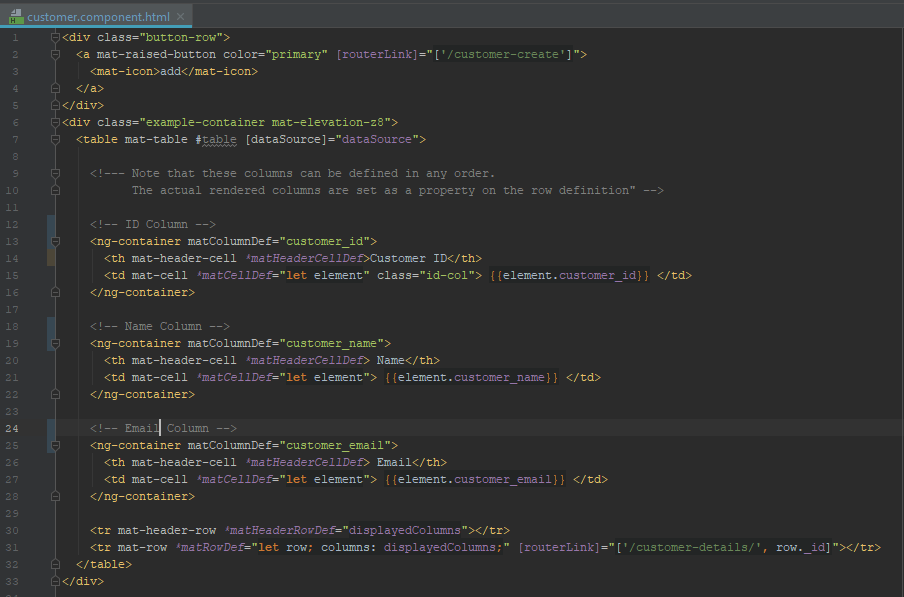 customer.component.html ×
1 <div class="button-row">
2   <a mat-raised-button color="primary" [routerLink]="['/customer-create']">
3     <mat-icon>add</mat-icon>
4   </a>
5 </div>
6 <div class="example-container mat-elevation-z8">
7   <table mat-table #table [dataSource]="dataSource">
8
9     <!--- Note that these columns can be defined in any order.
10           The actual rendered columns are set as a property on the row definition" -->
11
12     <!-- ID Column -->
13     <ng-container matColumnDef="customer_id">
14       <th mat-header-cell *matHeaderCellDef>Customer ID</th>
15       <td mat-cell *matCellDef="let element" class="id-col"> {{element.customer_id}} </td>
16     </ng-container>
17
18     <!-- Name Column -->
19     <ng-container matColumnDef="customer_name">
20       <th mat-header-cell *matHeaderCellDef> Name</th>
21       <td mat-cell *matCellDef="let element"> {{element.customer_name}} </td>
22     </ng-container>
23
24     <!-- Email Column -->
25     <ng-container matColumnDef="customer_email">
26       <th mat-header-cell *matHeaderCellDef> Email</th>
27       <td mat-cell *matCellDef="let element"> {{element.customer_email}} </td>
28     </ng-container>
29
30     <tr mat-header-row *matHeaderRowDef="displayedColumns"></tr>
31     <tr mat-row *matRowDef="let row; columns: displayedColumns;" [routerLink]="['/customer-details/', row._id]"></tr>
32   </table>
33 </div>